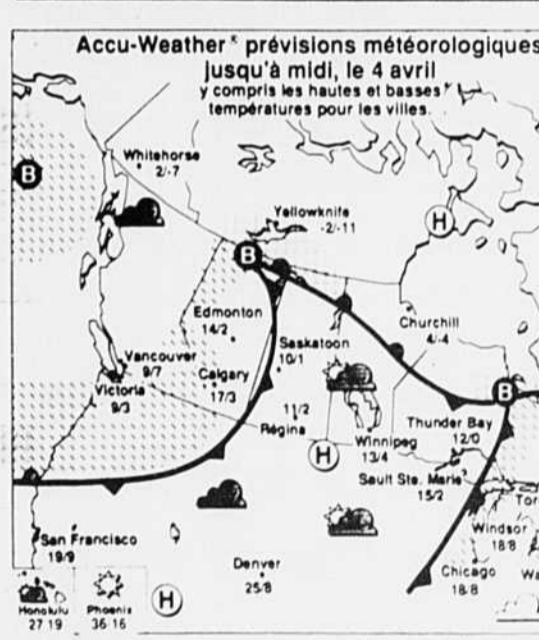 Accu-Weather® prévisions météorologiques
jusqu'à midi, le 4 avril
y compris les hautes et basses
températures pour les villes.
Whitehorse
2/-7
B
Yellowknife
-2/-11
H
B
Edmonton
14/2
Churchill
4/-4
Saskatoon
10/1
Vancouver
9/7
Calgary
17/3
Victoria
9/3
B
11/2
Régina
Thunder Bay
12/0
Winnipeg
13/4
H
Sault Ste. Marie
15/2
Tor
San Francisco
19/9
Windsor
18/8
Denver
25/8
Chicago
18/8
Wa
Honolulu
27 19
Phoenix
36 16
H